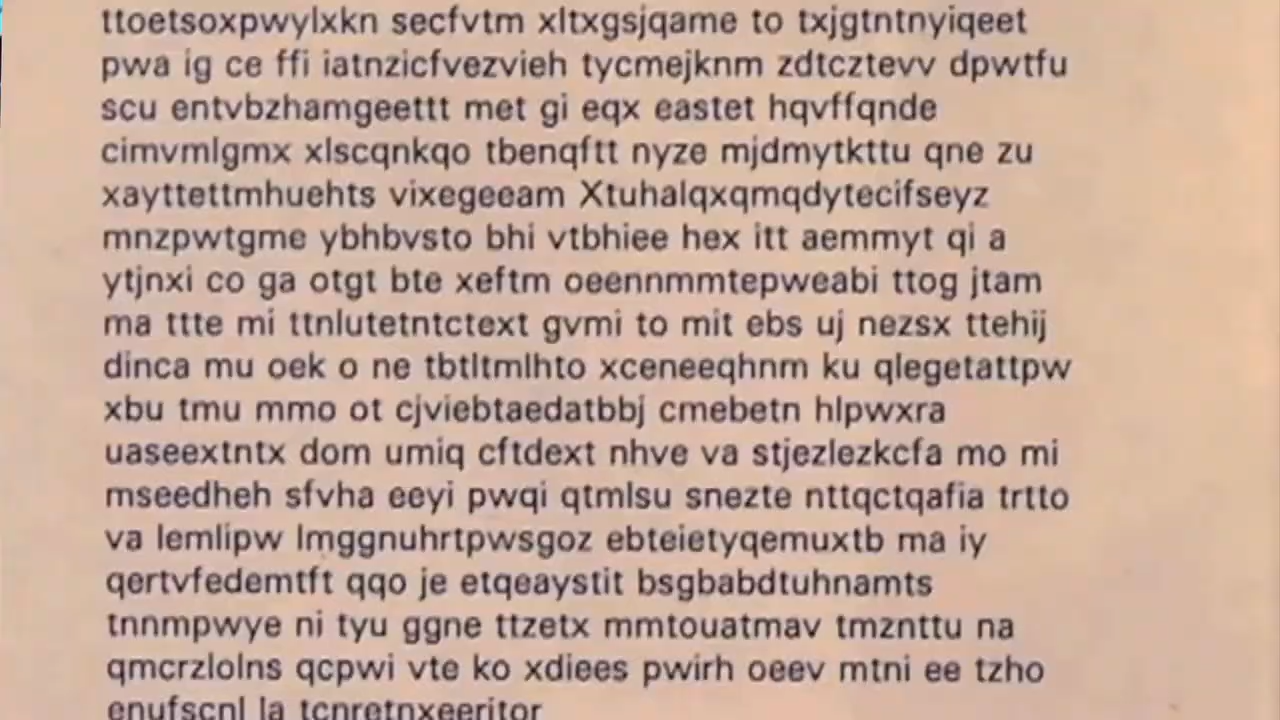 ttoetsoxpwylxkn secfvtm xltxgsjqame to txjgtntnyiqeet
pwa ig ce ffi iatnzicfvezvieh tycmejknm zdtcztevv dpwtfu
scu entvbzhamgeettt met gi eqx eastet hqvffqnde
cimvmlgmx xlscqnkqo tbenqftt nyze mjdmytkttu qne zu
xayttettmhuehts vixegeeam Xtuhalqxqmqdytecifseyz
mnzpwtgme ybhbvsto bhi vtbhiee hex itt aemmyt qi a
ytjnxi co ga otgt bte xeftm oeennmmtepweabi ttog jtam
ma ttte mi ttnlutetntctext gvmi to mit ebs uj nezsx ttehij
dinca mu oek o ne tbtltmlhto xceneeqhnm ku qlegetattpw
xbu tmu mmo ot cjviebtaedatbbj cmebetn hlpwxra
uaseextntx dom umiq cftdext nhve va stjezlezkcfa mo mi
mseedheh sfvha eeyi pwqi qtmlsu snezte nttqctqafia trtto
va lemlipw lmggnuhrtpwsgoz ebteietyqemuxtb ma iy
qertvfedemtft qqo je etqeaystit bsgbabdtuhnamts
tnnmpwye ni tyu ggne ttzetx mmtouatmav tmznttu na
qmcrzlolns qcpwi vte ko xdiees pwirh oeev mtni ee tzho
enufscnl la tcnretnxeeritor